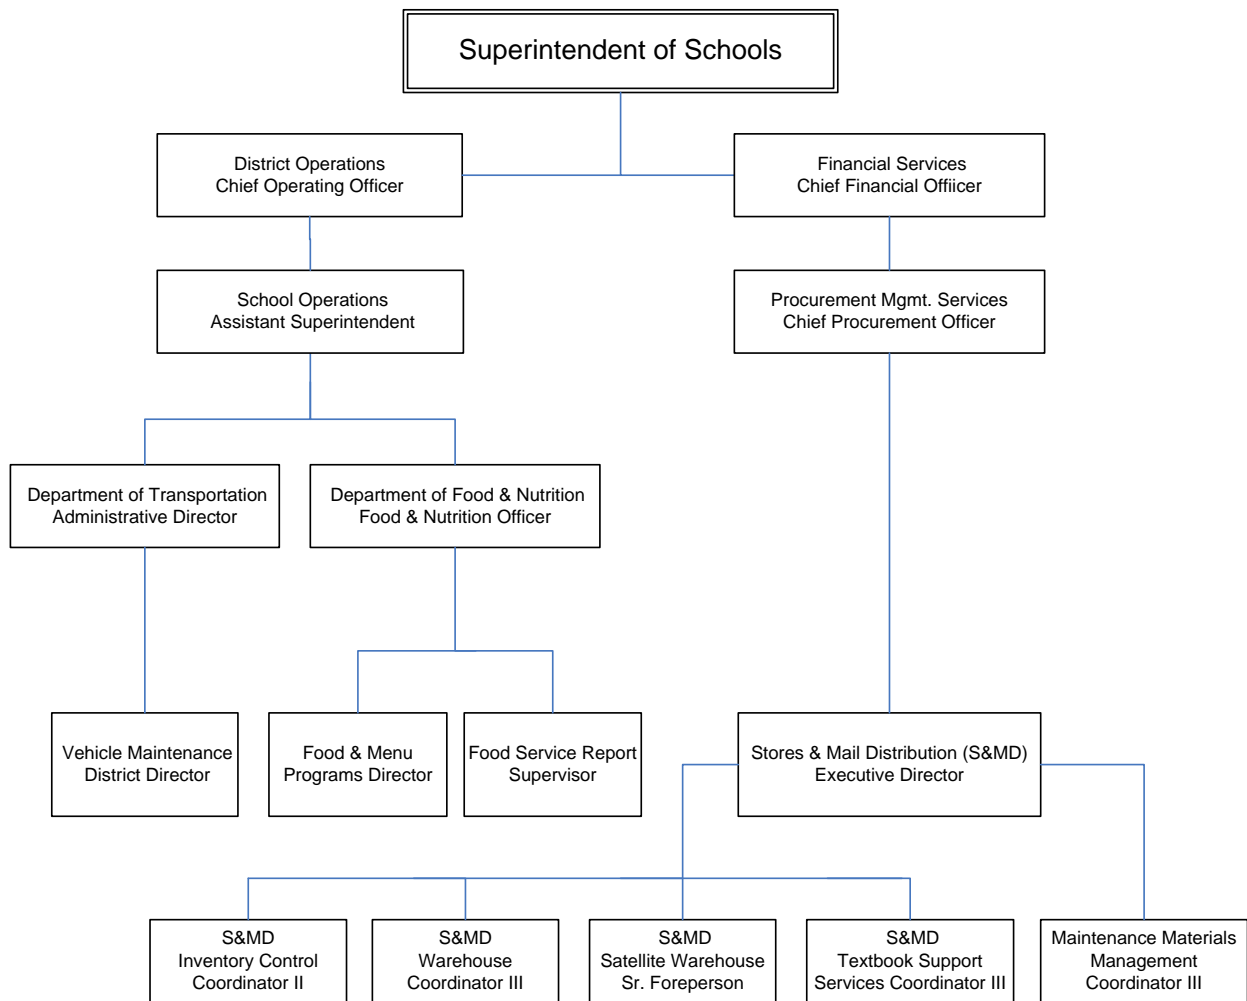 Superintendent of Schools
District Operations
Chief Operating Officer
Financial Services
Chief Financial Offiicer
School Operations
Assistant Superintendent
Procurement Mgmt. Services
Chief Procurement Officer
Department of Transportation
Administrative Director
Department of Food & Nutrition
Food & Nutrition Officer
Vehicle Maintenance
District Director
Food & Menu
Programs Director
Food Service Report
Supervisor
Stores & Mail Distribution (S&MD)
Executive Director
S&MD
Inventory Control
Coordinator II
S&MD
Warehouse
Coordinator III
S&MD
Satellite Warehouse
Sr. Foreperson
S&MD
Textbook Support
Services Coordinator III
Maintenance Materials
Management
Coordinator III